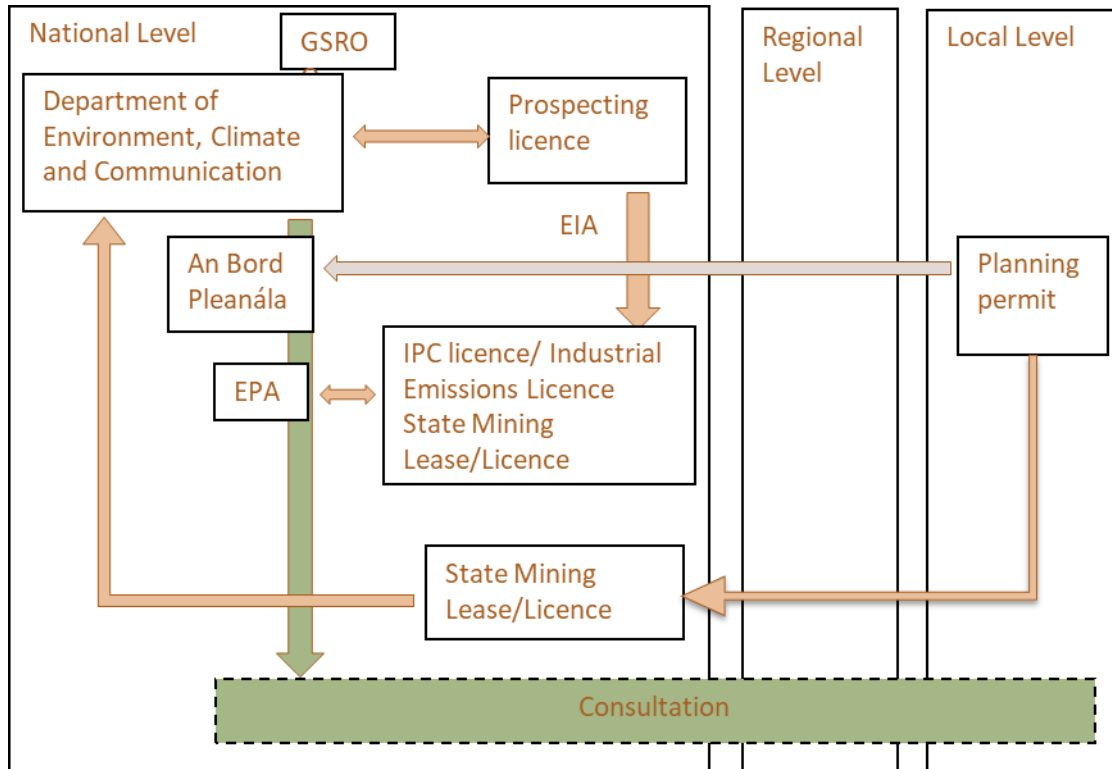 National Level
GSRO
Regional
Level
Local Level
Department of
Environment, Climate
and Communication
Prospecting
licence
EIA
An Bord
Pleanála
Planning
permit
IPC licence/ Industrial
Emissions Licence
State Mining
Lease/Licence
EPA
State Mining
Lease/Licence
Consultation